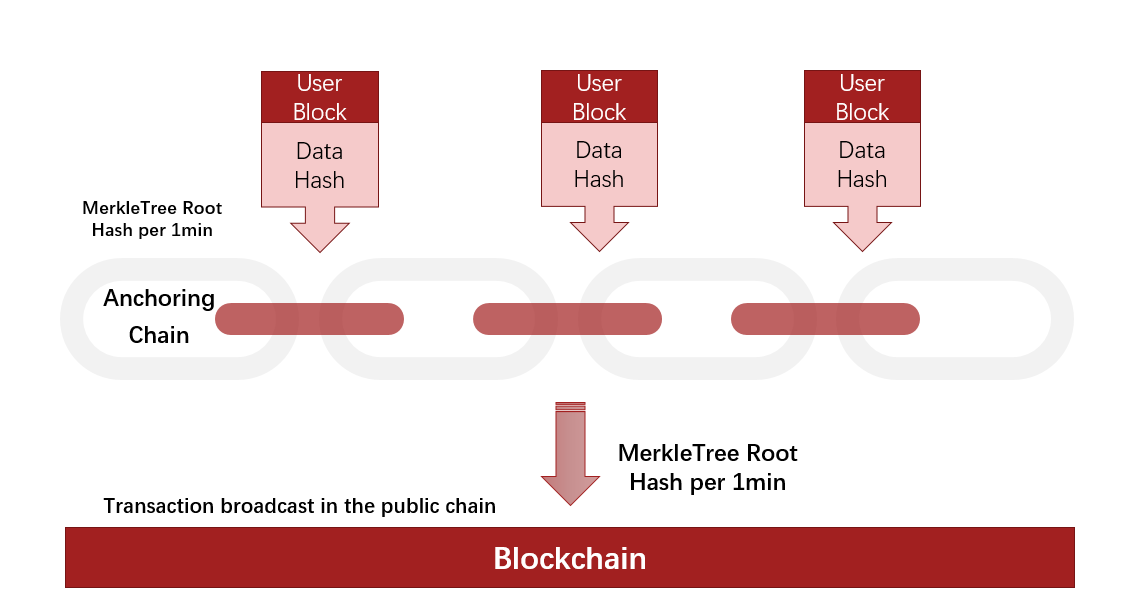 User
Block
Data
Hash
User
Block
Data
Hash
User
Block
Data
Hash
MerkleTree Root
Hash per 1min
Anchoring
Chain
MerkleTree Root
Hash per 1min
Transaction broadcast in the public chain
Blockchain